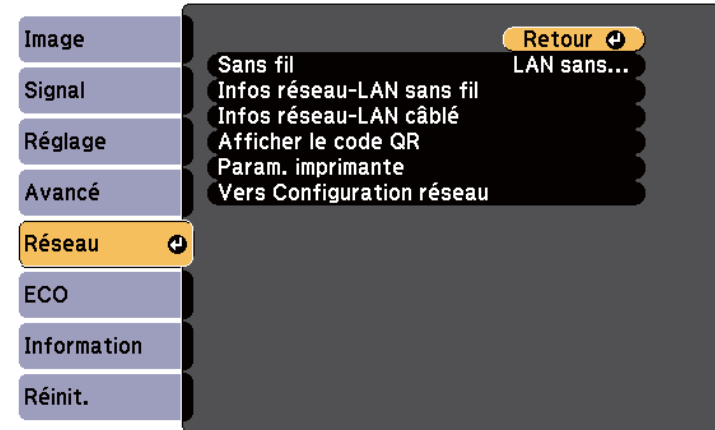 Image
Signal
Réglage
Avancé
Réseau
ECO
Information
Réinit.
Retour
Sans fil LAN sans...
Infos réseau-LAN sans fil
Infos réseau-LAN câblé
Afficher le code QR
Param. imprimante
Vers Configuration réseau